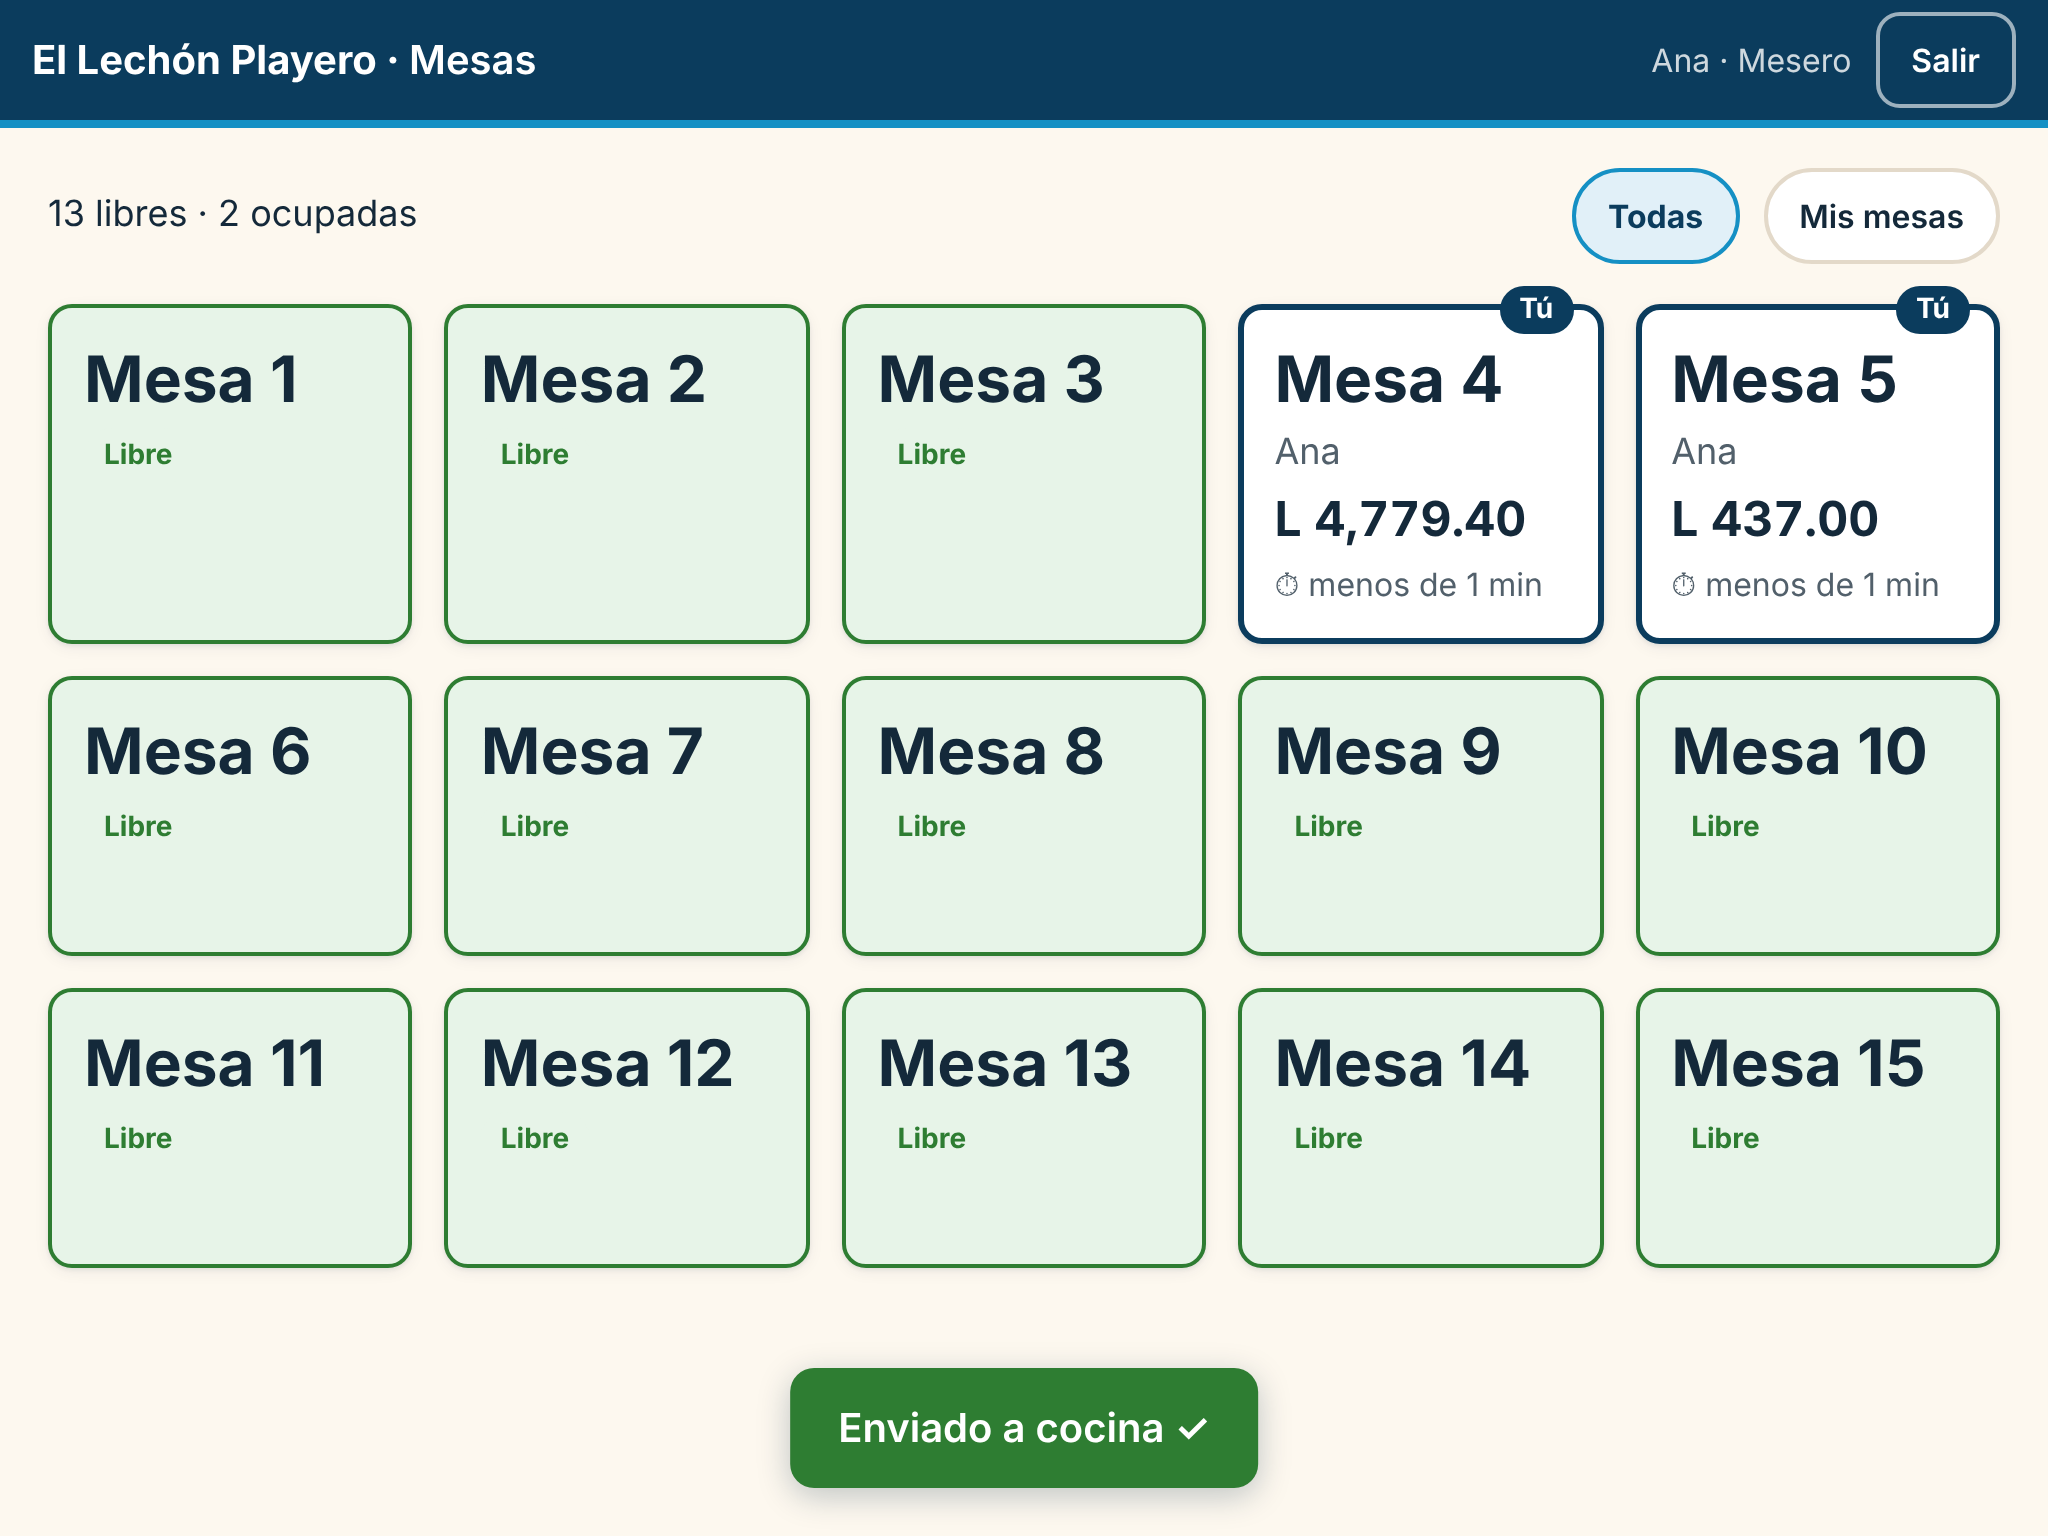 El Lechón Playero · Mesas
Ana · Mesero
Salir
13 libres · 2 ocupadas
Todas
Mis mesas
Mesa 1
Libre
Mesa 2
Libre
Mesa 3
Libre
Tú
Mesa 4
Ana
L 4,779.40
⏱ menos de 1 min
Tú
Mesa 5
Ana
L 437.00
⏱ menos de 1 min
Mesa 6
Libre
Mesa 7
Libre
Mesa 8
Libre
Mesa 9
Libre
Mesa 10
Libre
Mesa 11
Libre
Mesa 12
Libre
Mesa 13
Libre
Mesa 14
Libre
Mesa 15
Libre
Enviado a cocina ✓